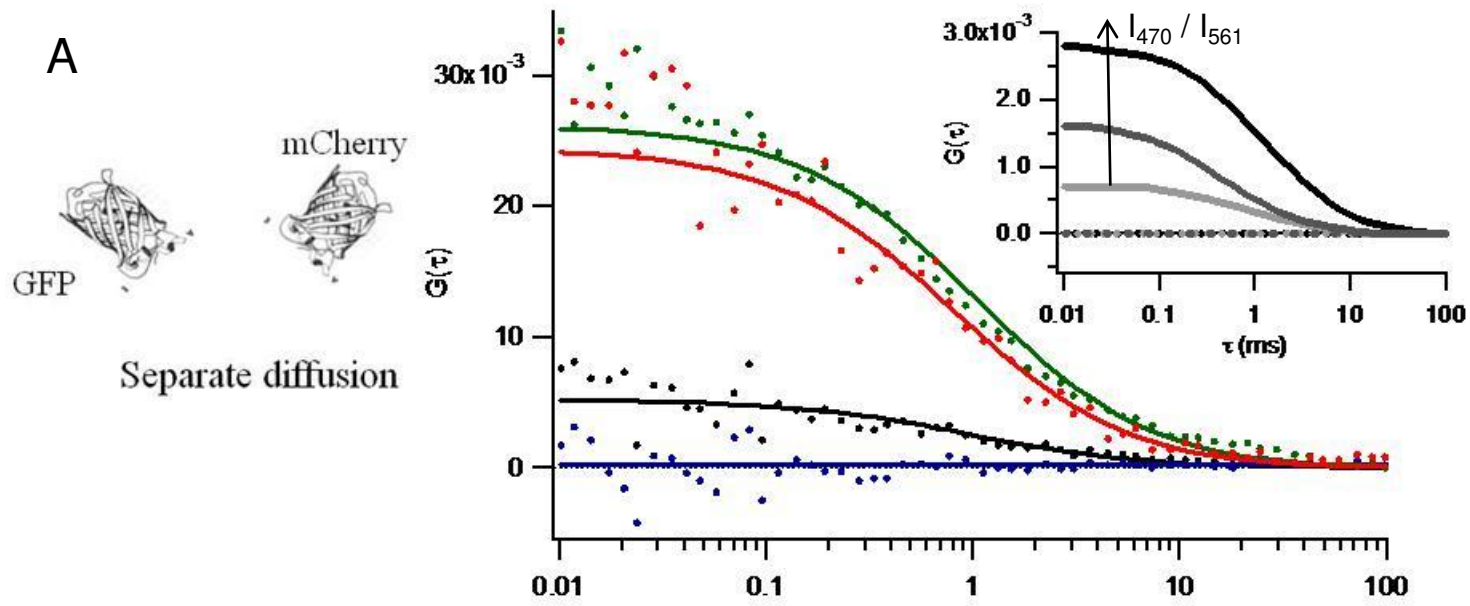 A
mCherry
GFP
Separate diffusion
G(τ)
30x10⁻³
20
10
0
0.01
0.1
1
10
100
I₄₇₀ / I₅₆₁
G(τ)
3.0x10⁻³
2.0
1.0
0.0
0.01
0.1
1
10
100
τ (ms)